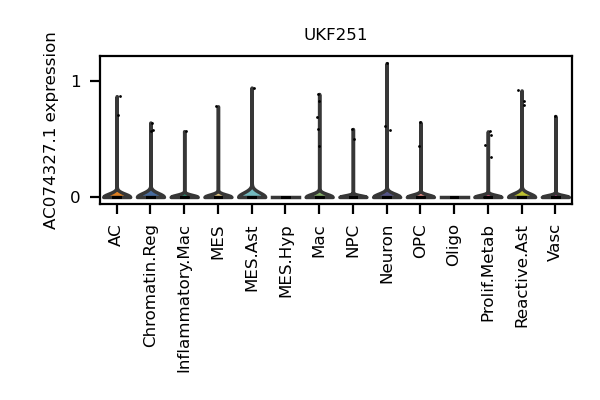 UKF251
AC074327.1 expression
1
0
AC
Chromatin.Reg
Inflammatory.Mac
MES
MES.Ast
MES.Hyp
Mac
NPC
Neuron
OPC
Oligo
Prolif.Metab
Reactive.Ast
Vasc